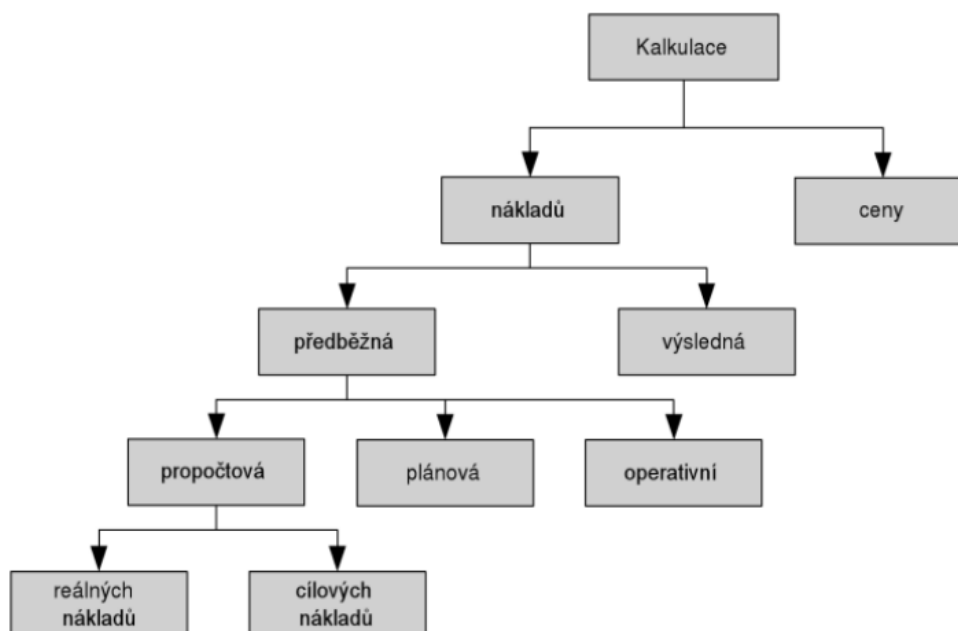 Kalkulace
nákladů
ceny
předběžná
výsledná
propočtová
plánová
operativní
reálných
nákladů
cílových
nákladů